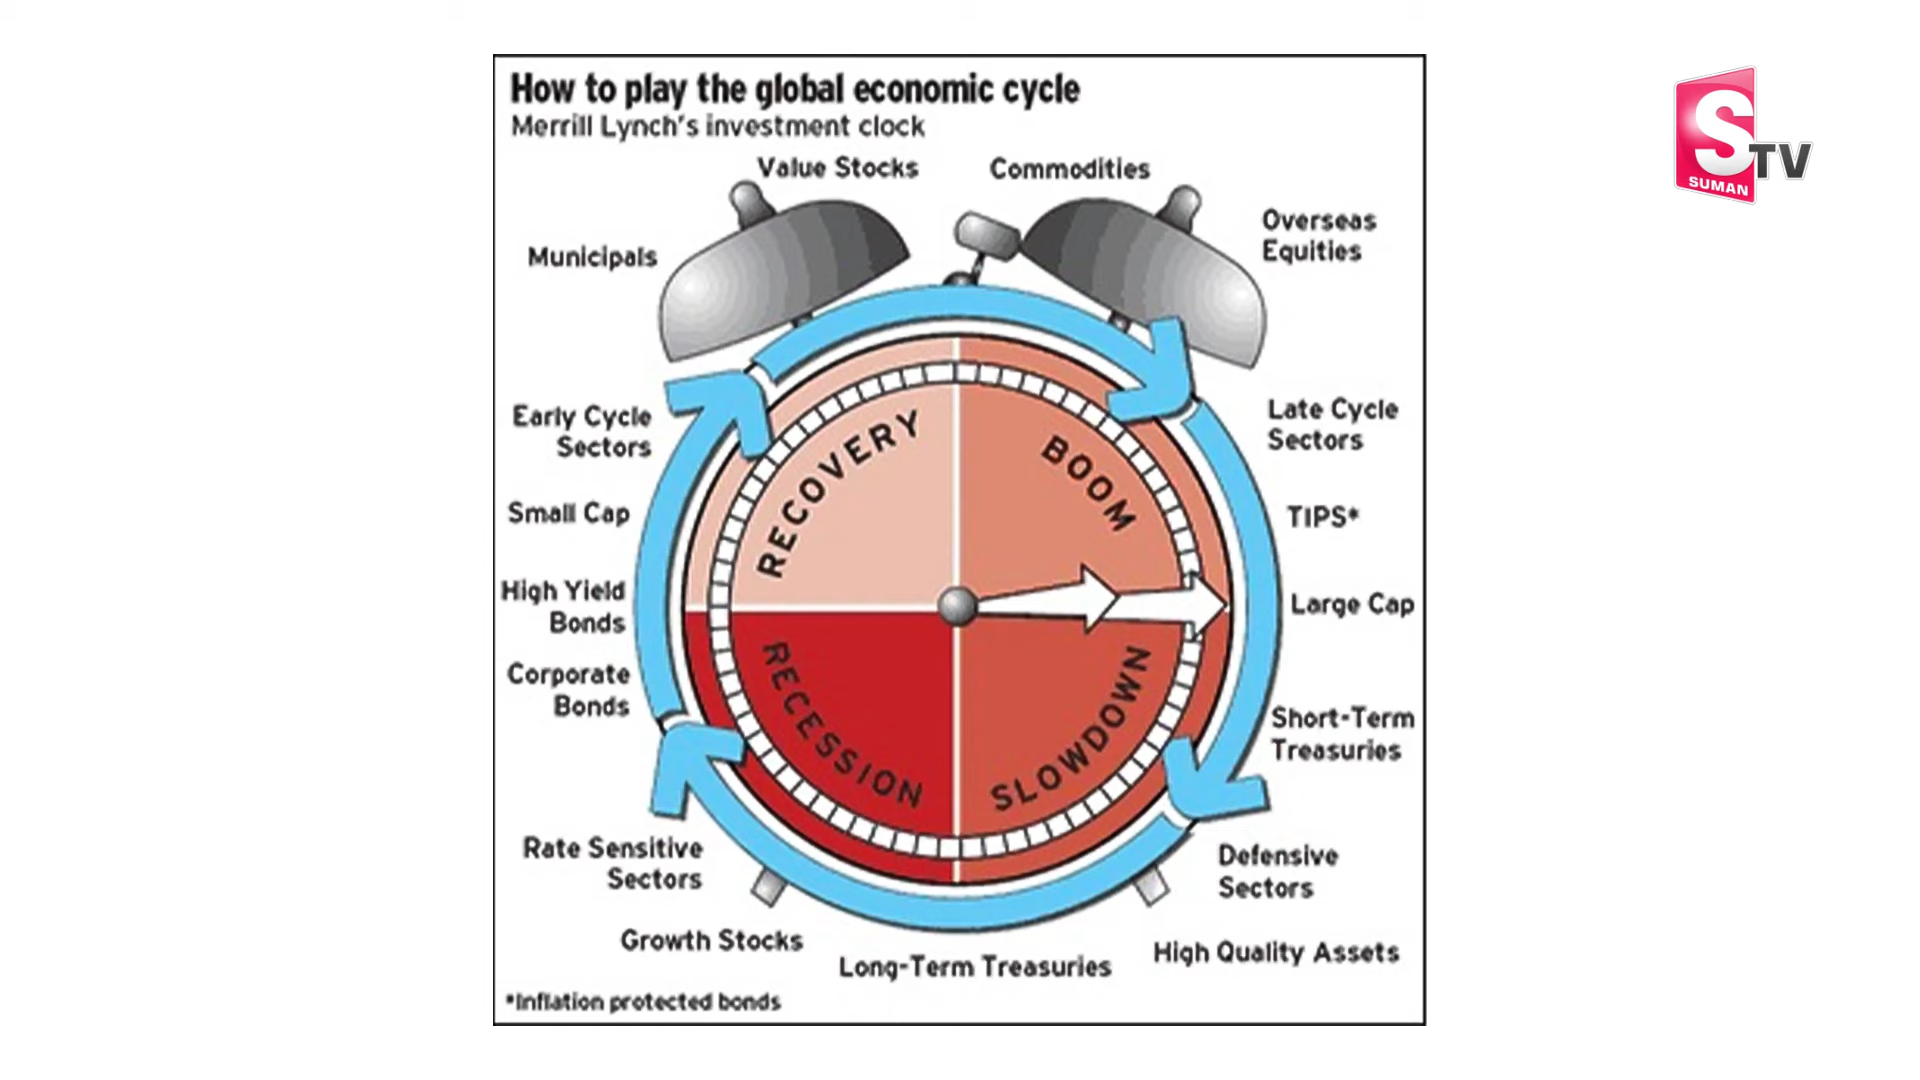 How to play the global economic cycle
Merrill Lynch's investment clock
Value Stocks
Commodities
Municipals
Overseas
Equities
Early Cycle
Sectors
Late Cycle
Sectors
Small Cap
TIPS*
High Yield
Bonds
Large Cap
Corporate
Bonds
Short-Term
Treasuries
RECOVERY
BOOM
RECESSION
SLOWDOWN
Rate Sensitive
Sectors
Defensive
Sectors
Growth Stocks
Long-Term Treasuries
High Quality Assets
*Inflation protected bonds
S TV
SUMAN